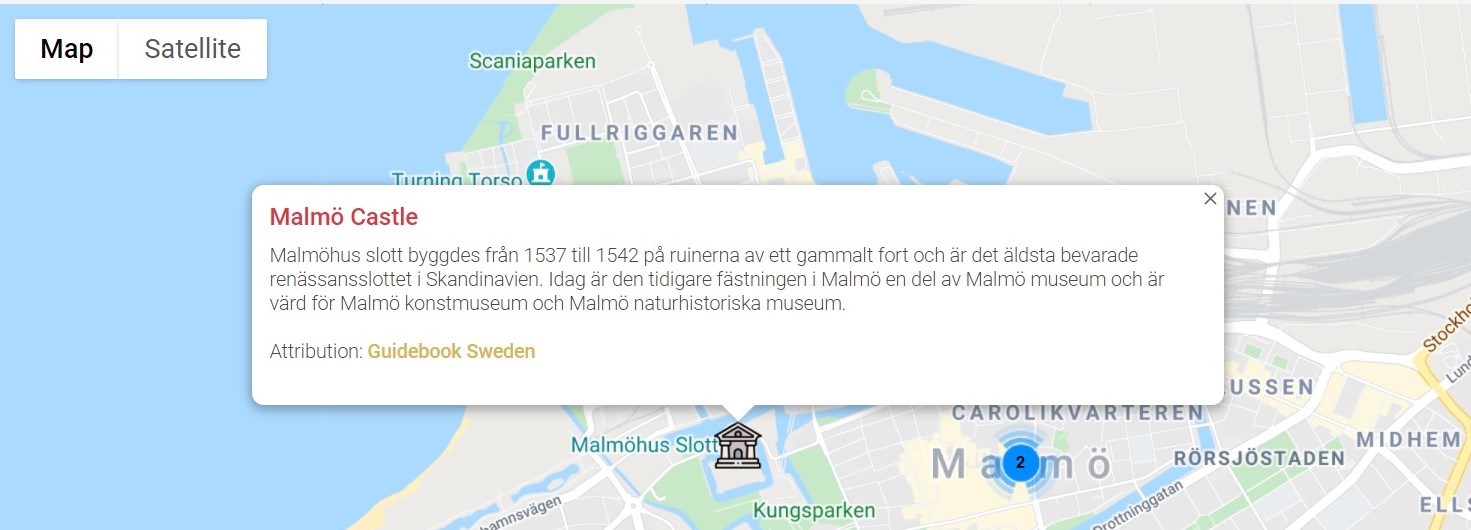 Map Satellite
Scaniaparken
FULLRIGGAREN
Turning Torso
NEN
Malmö Castle
Malmöhus slott byggdes från 1537 till 1542 på ruinerna av ett gammalt fort och är det äldsta bevarade
renässansslottet i Skandinavien. Idag är den tidigare fästningen i Malmö en del av Malmö museum och är
värd för Malmö konstmuseum och Malmö naturhistoriska museum.
Attribution: Guidebook Sweden
Stockho
Lund
USSEN
CAROLIKVARTEREN
Malmöhus Slott
Malmö
2
MIDHEM
RÖRSJÖSTADEN
Kungsparken
hamnsvägen
Drottninggatan
ELLS